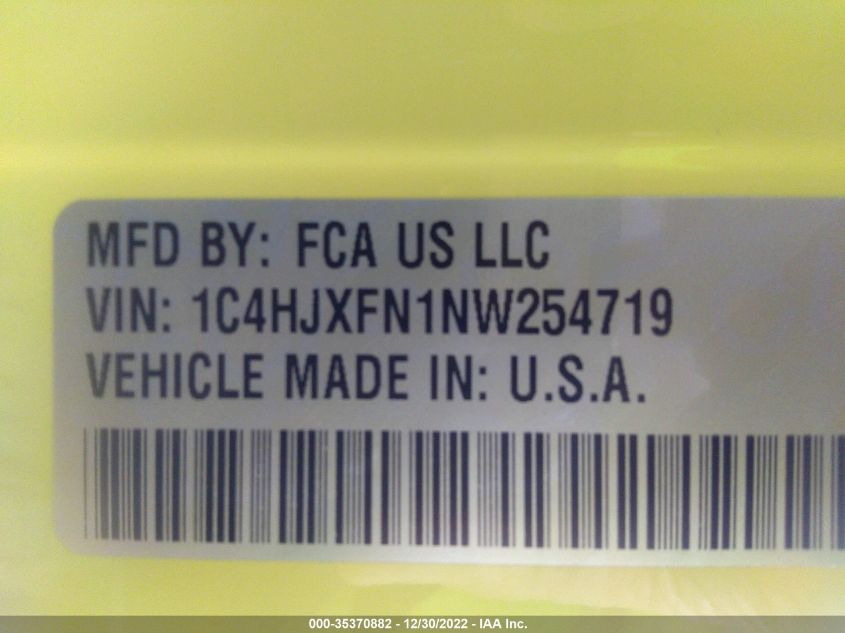 MFD BY: FCA US LLC
VIN: 1C4HJXFN1NW254719
VEHICLE MADE IN: U.S.A.
000-35370882 - 12/30/2022 - IAA Inc.